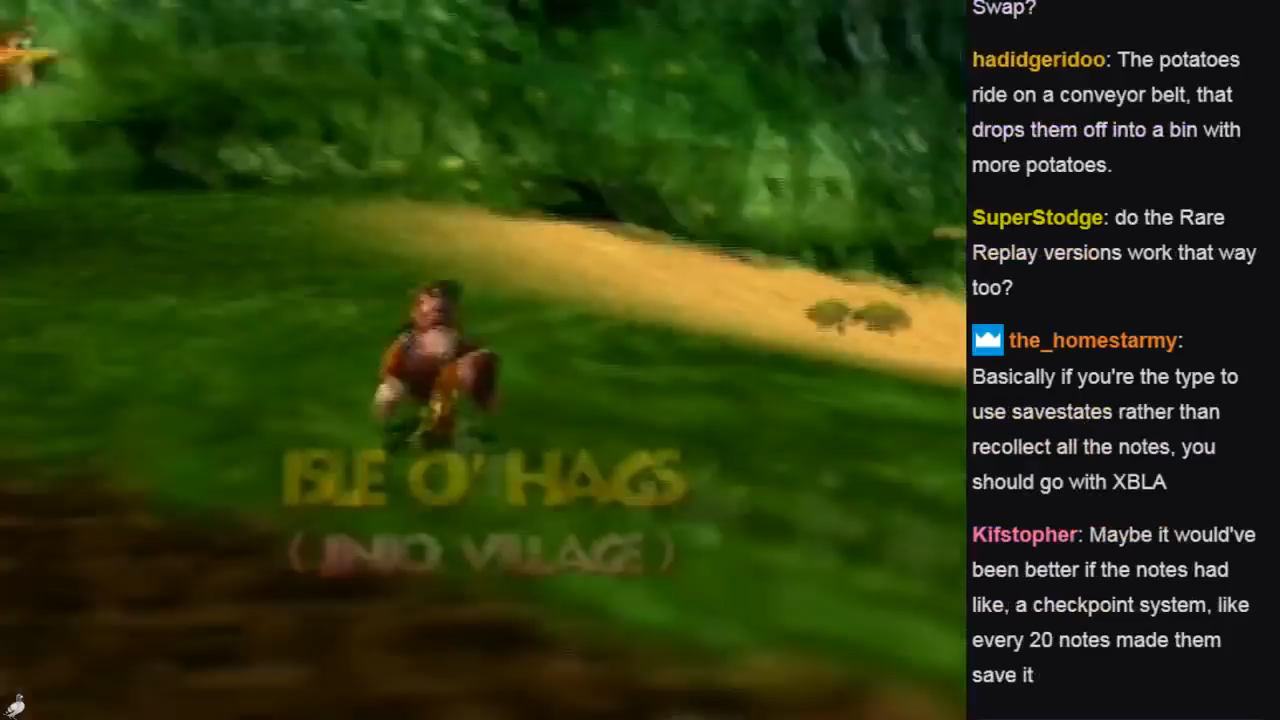 Swap?
hadidgeridoo: The potatoes
ride on a conveyor belt, that
drops them off into a bin with
more potatoes.
SuperStodge: do the Rare
Replay versions work that way
too?
the_homestarmy:
Basically if you're the type to
use savestates rather than
recollect all the notes, you
should go with XBLA
Kifstopher: Maybe it would've
been better if the notes had
like, a checkpoint system, like
every 20 notes made them
save it
ISLE O' HAGS
( JINJO VILLAGE )